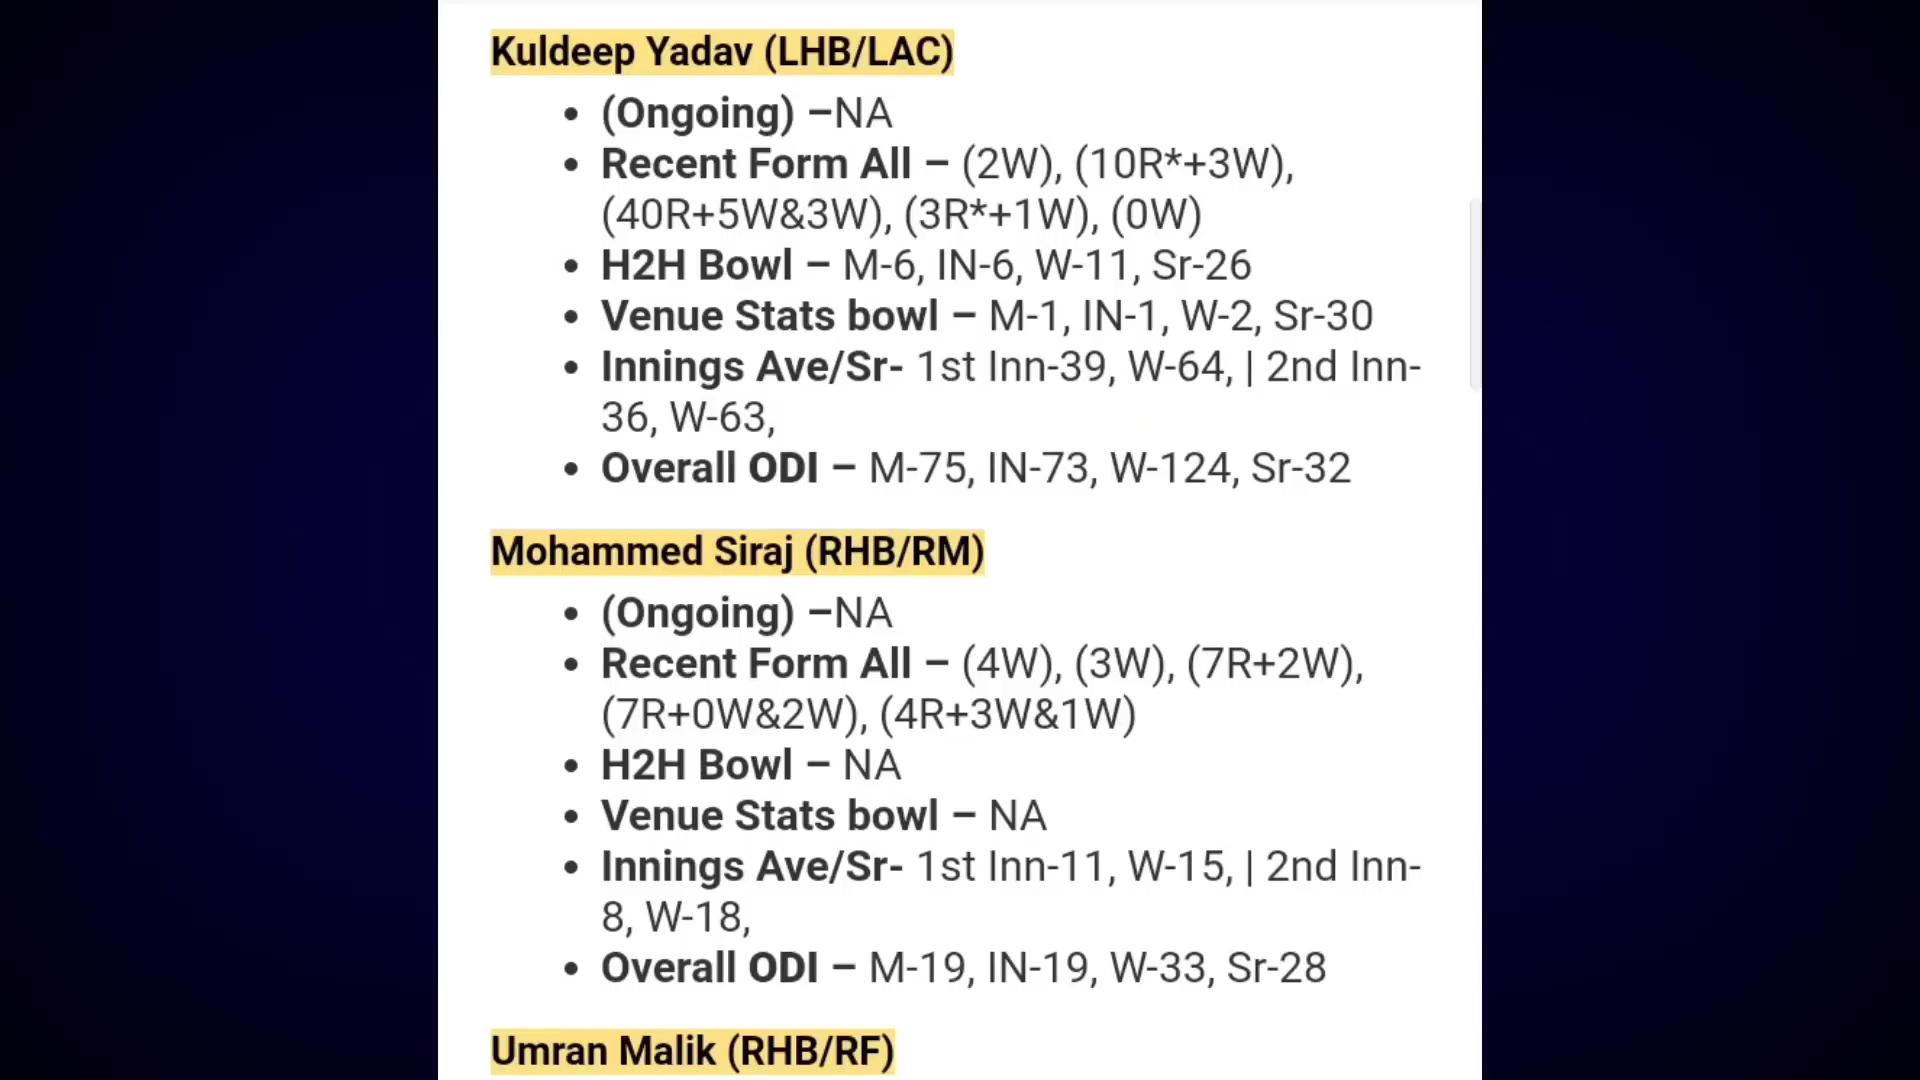 Kuldeep Yadav (LHB/LAC)
• (Ongoing) –NA
• Recent Form All – (2W), (10R*+3W),
(40R+5W&3W), (3R*+1W), (0W)
• H2H Bowl – M-6, IN-6, W-11, Sr-26
• Venue Stats bowl – M-1, IN-1, W-2, Sr-30
• Innings Ave/Sr- 1st Inn-39, W-64, | 2nd Inn-
36, W-63,
• Overall ODI – M-75, IN-73, W-124, Sr-32
Mohammed Siraj (RHB/RM)
• (Ongoing) –NA
• Recent Form All – (4W), (3W), (7R+2W),
(7R+0W&2W), (4R+3W&1W)
• H2H Bowl – NA
• Venue Stats bowl – NA
• Innings Ave/Sr- 1st Inn-11, W-15, | 2nd Inn-
8, W-18,
• Overall ODI – M-19, IN-19, W-33, Sr-28
Umran Malik (RHB/RF)